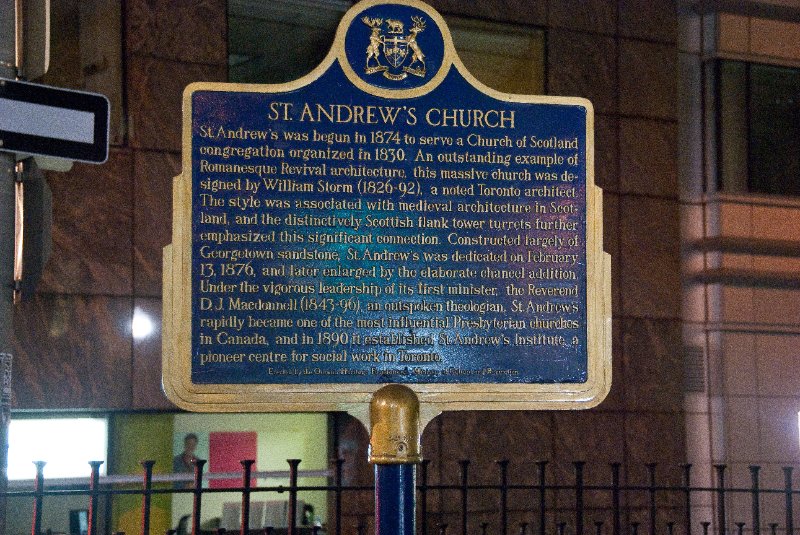 ST. ANDREW'S CHURCH
St. Andrew's was begun in 1874 to serve a Church of Scotland
congregation organized in 1830. An outstanding example of
Romanesque Revival architecture, this massive church was de-
signed by William Storm (1826-92), a noted Toronto architect.
The style was associated with medieval architecture in Scot-
land, and the distinctively Scottish flank tower turrets further
emphasized this significant connection. Constructed largely of
Georgetown sandstone, St. Andrew's was dedicated on February
13, 1876, and later enlarged by the elaborate chancel addition.
Under the vigorous leadership of its first minister, the Reverend
D.J. Macdonnell (1843-96), an outspoken theologian, St. Andrew's
rapidly became one of the most influential Presbyterian churches
in Canada, and in 1890 it established St. Andrew's Institute, a
pioneer centre for social work in Toronto.
Erected by the Ontario Heritage